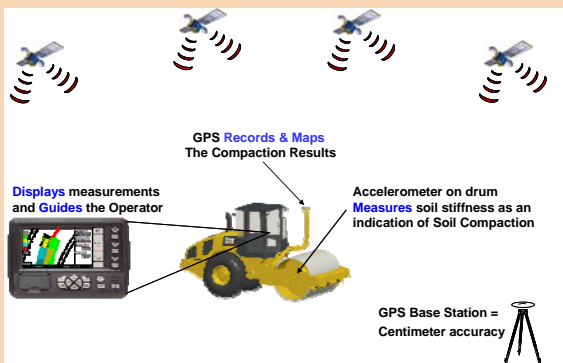 GPS Records & Maps
The Compaction Results
Displays measurements
and Guides the Operator
Accelerometer on drum
Measures soil stiffness as an
indication of Soil Compaction
GPS Base Station =
Centimeter accuracy